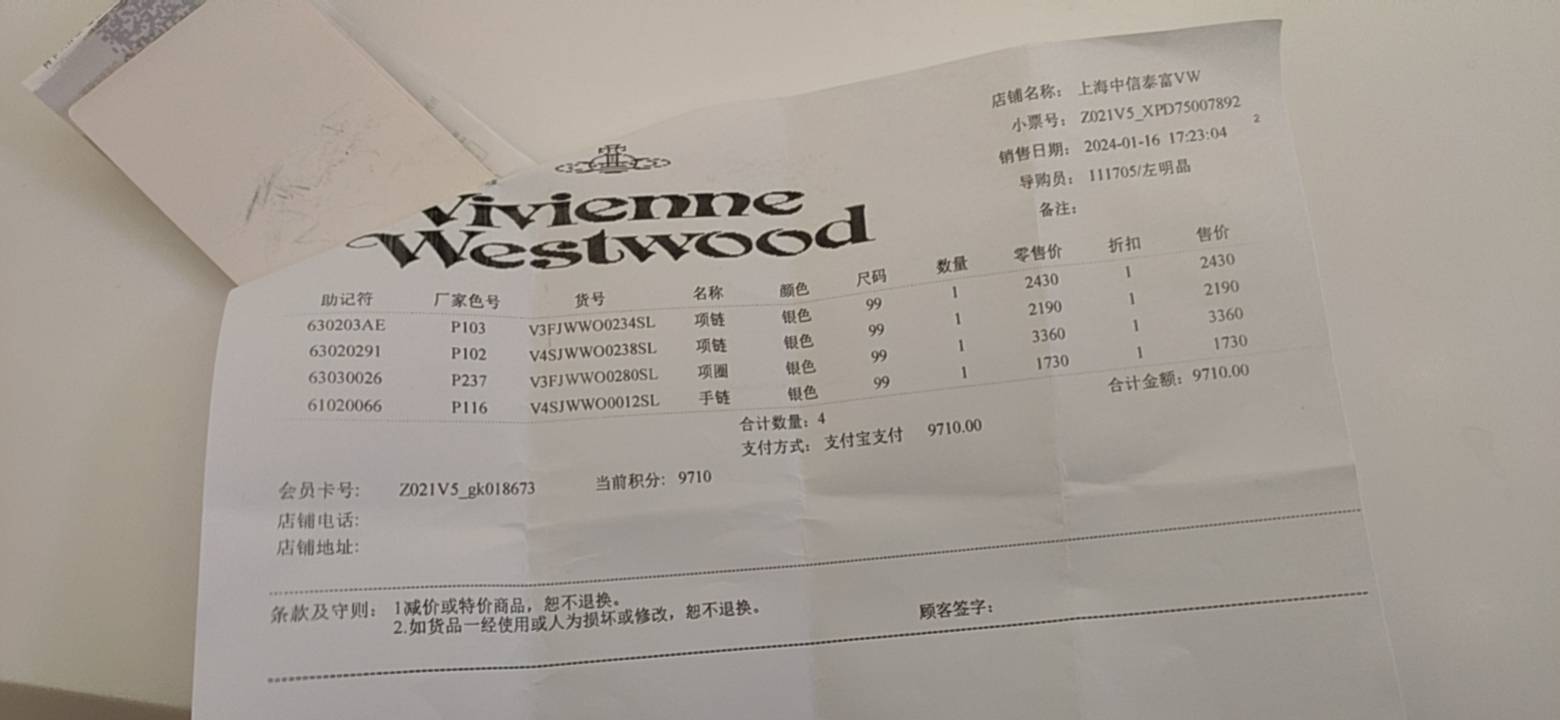 店铺名称: 上海中信泰富VW
小票号: Z021V5_XPD75007892
销售日期: 2024-01-16 17:23:04 2
导购员: 111705/左明晶
备注:
Vivienne
Westwood
助记符 厂家色号 货号 名称 颜色 尺码 数量 零售价 折扣 售价
630203AE P103 V3FJWWO0234SL 项链 银色 99 1 2430 1 2430
63020291 P102 V4SJWWO0238SL 项链 银色 99 1 2190 1 2190
63030026 P237 V3FJWWO0280SL 项圈 银色 99 1 3360 1 3360
61020066 P116 V4SJWWO0012SL 手链 银色 99 1 1730 1 1730
合计数量: 4 合计金额: 9710.00
支付方式: 支付宝支付 9710.00
会员卡号: Z021V5_gk018673 当前积分: 9710
店铺电话:
店铺地址:
条款及守则: 1减价或特价商品，恕不退换。
2.如货品一经使用或人为损坏或修改，恕不退换。
顾客签字: